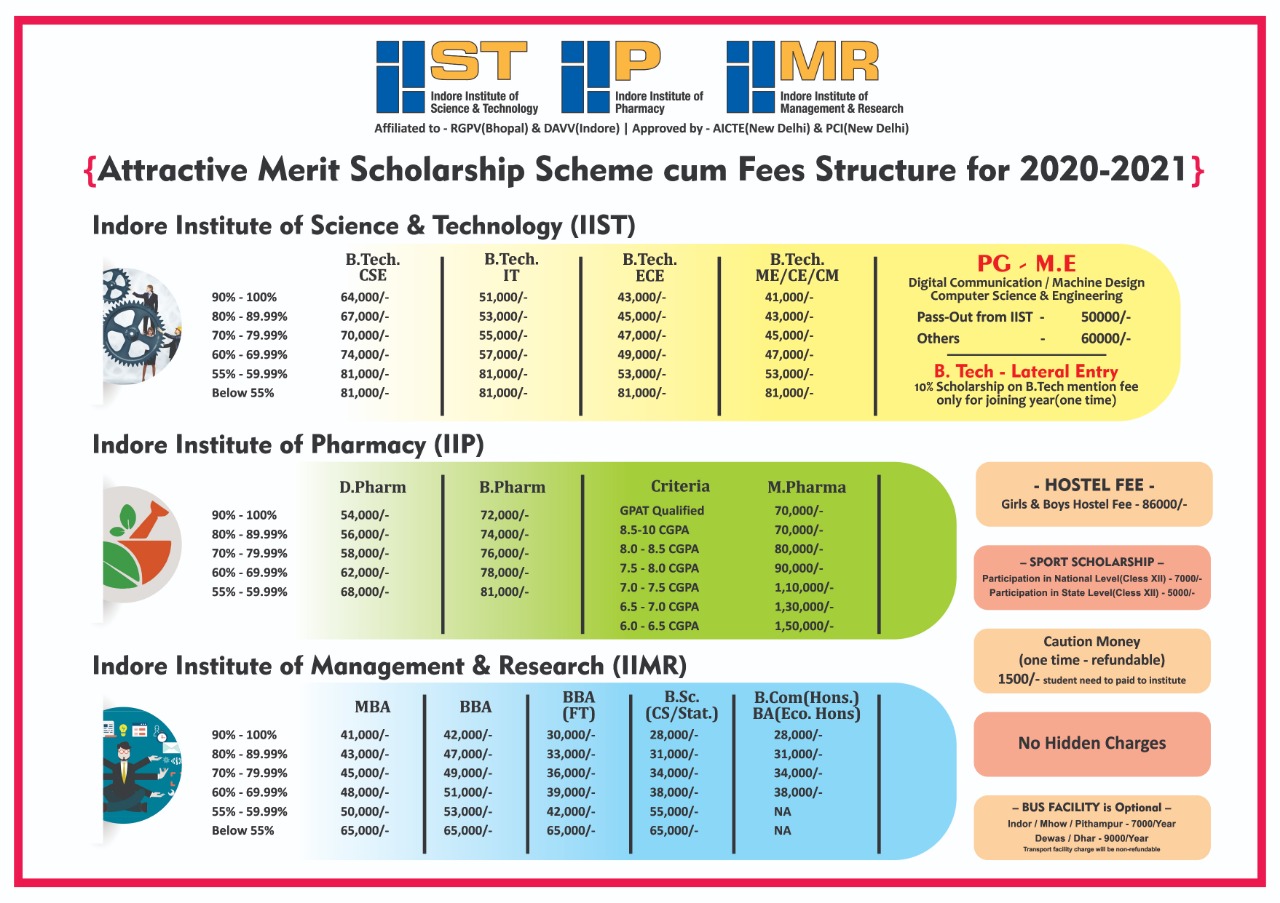 IIST IIP IIMR
Indore Institute of Science & Technology
Indore Institute of Pharmacy
Indore Institute of Management & Research
Affiliated to - RGPV(Bhopal) & DAVV(Indore) | Approved by - AICTE(New Delhi) & PCI(New Delhi)
{Attractive Merit Scholarship Scheme cum Fees Structure for 2020-2021}
Indore Institute of Science & Technology (IIST)
B.Tech. CSE B.Tech. IT B.Tech. ECE B.Tech. ME/CE/CM
90% - 100% 64,000/- 51,000/- 43,000/- 41,000/-
80% - 89.99% 67,000/- 53,000/- 45,000/- 43,000/-
70% - 79.99% 70,000/- 55,000/- 47,000/- 45,000/-
60% - 69.99% 74,000/- 57,000/- 49,000/- 47,000/-
55% - 59.99% 81,000/- 81,000/- 53,000/- 53,000/-
Below 55% 81,000/- 81,000/- 81,000/- 81,000/-
PG - M.E
Digital Communication / Machine Design
Computer Science & Engineering
Pass-Out from IIST - 50000/-
Others - 60000/-
B. Tech - Lateral Entry
10% Scholarship on B.Tech mention fee
only for joining year(one time)
Indore Institute of Pharmacy (IIP)
D.Pharm B.Pharm
90% - 100% 54,000/- 72,000/-
80% - 89.99% 56,000/- 74,000/-
70% - 79.99% 58,000/- 76,000/-
60% - 69.99% 62,000/- 78,000/-
55% - 59.99% 68,000/- 81,000/-
Criteria M.Pharma
GPAT Qualified 70,000/-
8.5-10 CGPA 70,000/-
8.0 - 8.5 CGPA 80,000/-
7.5 - 8.0 CGPA 90,000/-
7.0 - 7.5 CGPA 1,10,000/-
6.5 - 7.0 CGPA 1,30,000/-
6.0 - 6.5 CGPA 1,50,000/-
Indore Institute of Management & Research (IIMR)
MBA BBA BBA (FT) B.Sc. (CS/Stat.) B.Com(Hons.) BA(Eco. Hons)
90% - 100% 41,000/- 42,000/- 30,000/- 28,000/- 28,000/-
80% - 89.99% 43,000/- 47,000/- 33,000/- 31,000/- 31,000/-
70% - 79.99% 45,000/- 49,000/- 36,000/- 34,000/- 34,000/-
60% - 69.99% 48,000/- 51,000/- 39,000/- 38,000/- 38,000/-
55% - 59.99% 50,000/- 53,000/- 42,000/- 55,000/- NA
Below 55% 65,000/- 65,000/- 65,000/- 65,000/- NA
- HOSTEL FEE -
Girls & Boys Hostel Fee - 86000/-
– SPORT SCHOLARSHIP –
Participation in National Level(Cless XII) - 7000/-
Participation in State Level(Cless XII) - 5000/-
Caution Money
(one time - refundable)
1500/- student need to paid to institute
No Hidden Charges
– BUS FACILITY is Optional –
Indor / Mhow / Pithampur - 7000/Year
Dewas / Dhar - 9000/Year
Transport facility charge will be non-refundable